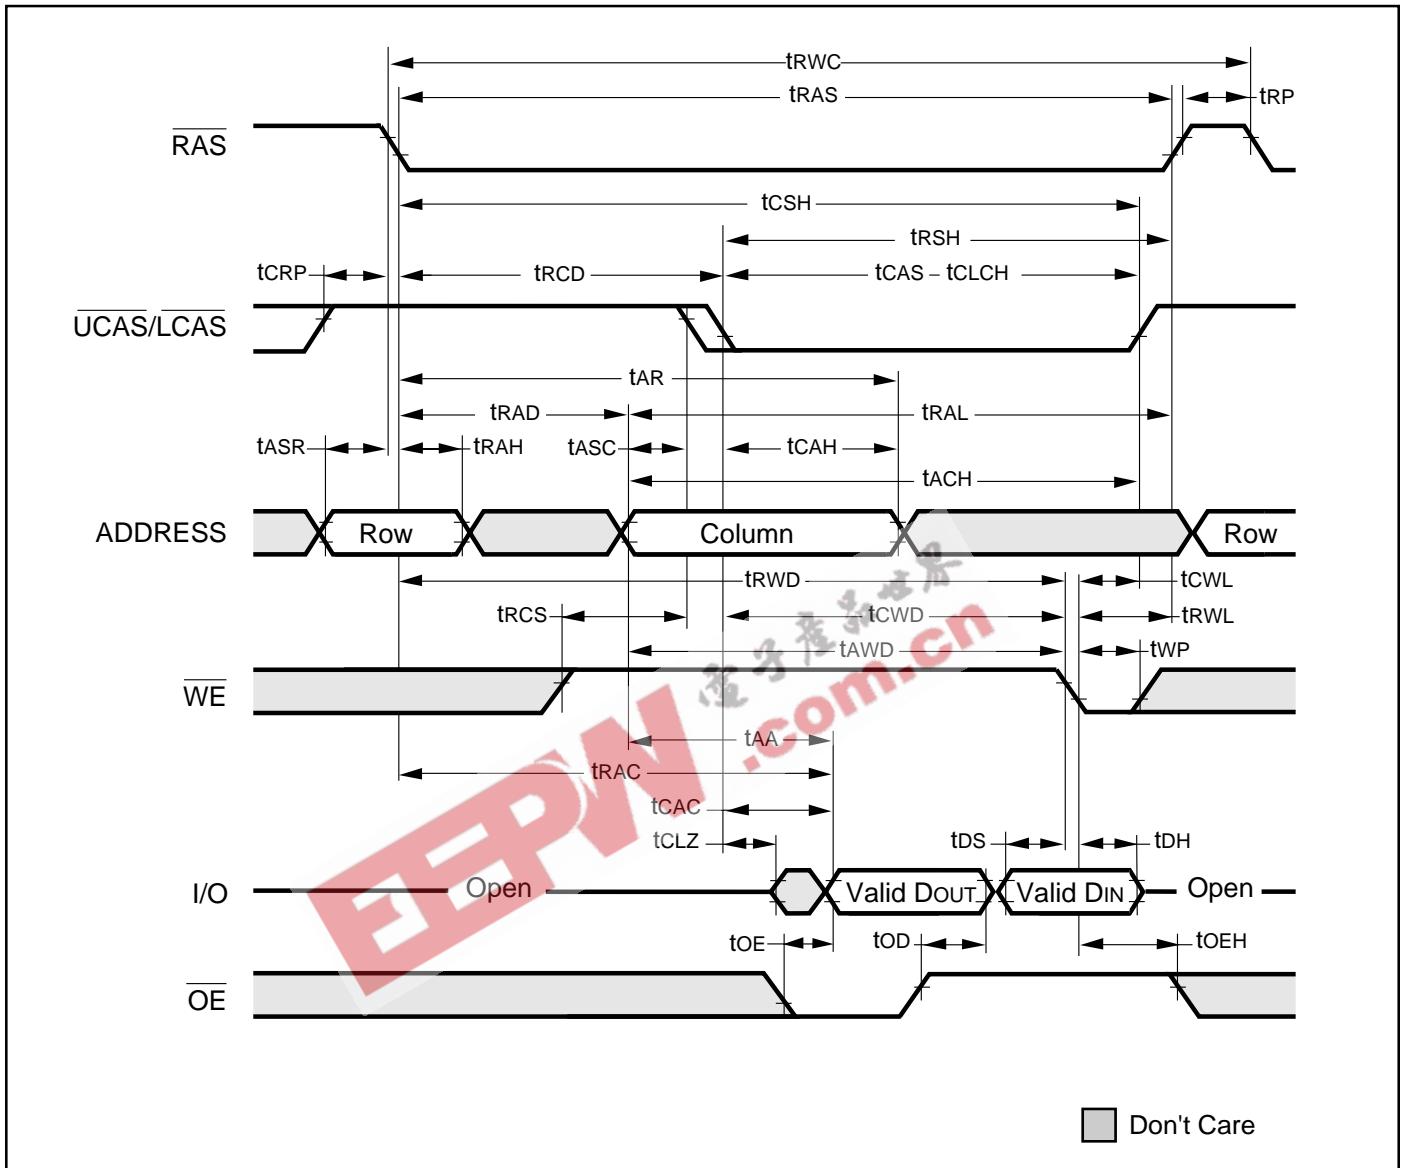 tRWC
tRAS
tRP
RAS
tCSH
tRSH
tCRP
tRCD
tCAS – tCLCH
UCAS/LCAS
tAR
tRAD
tRAL
tASR
tRAH
tASC
tCAH
tACH
ADDRESS
Row
Column
Row
tRWD
tCWL
tRCS
tCWD
tRWL
tAWD
tWP
WE
電子產品世界
EEPW.com.cn
tAA
tRAC
tCAC
tCLZ
tDS
tDH
I/O
Open
Valid DOUT
Valid DIN
Open
tOE
tOD
tOEH
OE
Don't Care